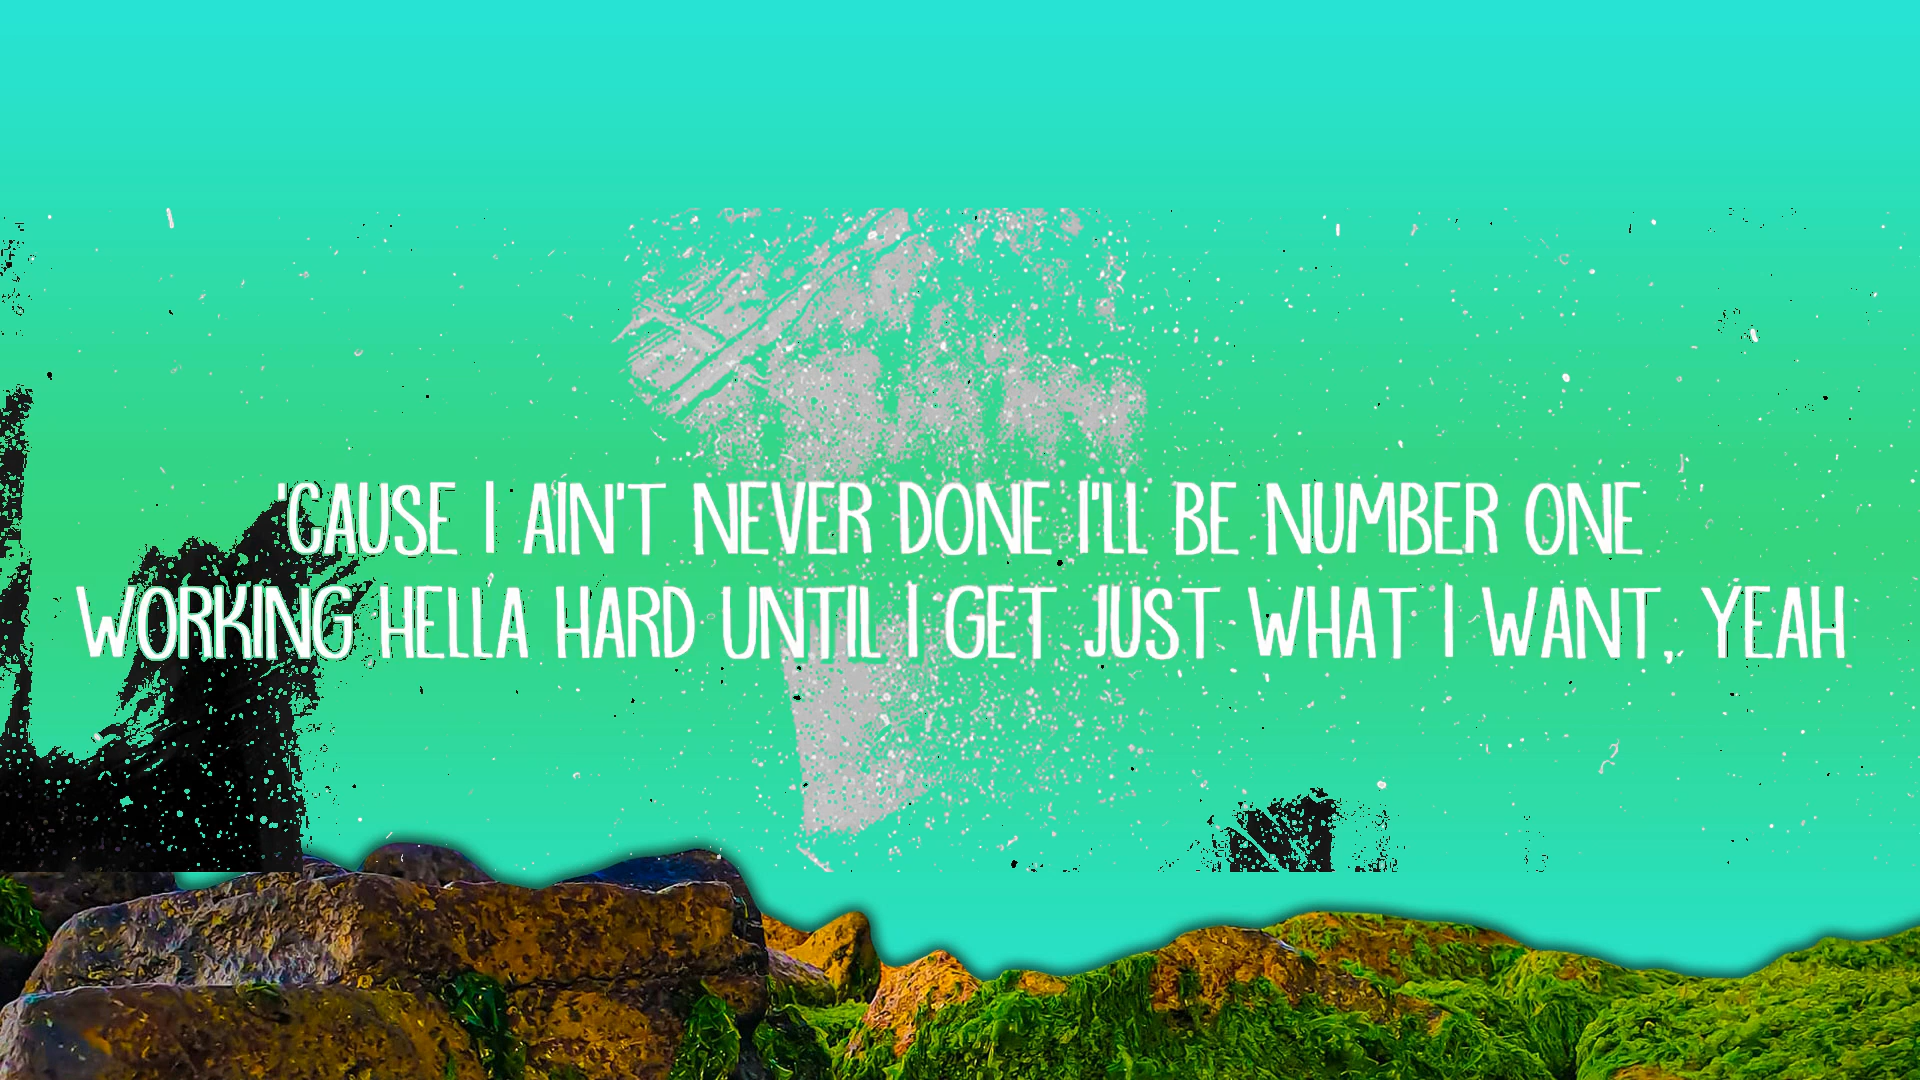 'CAUSE I AIN'T NEVER DONE I'LL BE NUMBER ONE
WORKING HELLA HARD UNTIL I GET JUST WHAT I WANT, YEAH